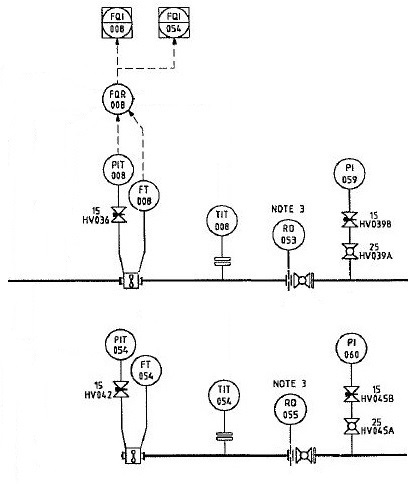 FQI
008
FQI
054
FQR
008
PIT
008
FT
008
15
HV036
TIT
008
NOTE 3
RO
053
PI
059
15
HV039B
25
HV039A
PIT
054
FT
054
15
HV042
TIT
054
NOTE 3
RO
055
PI
060
15
HV045B
25
HV045A